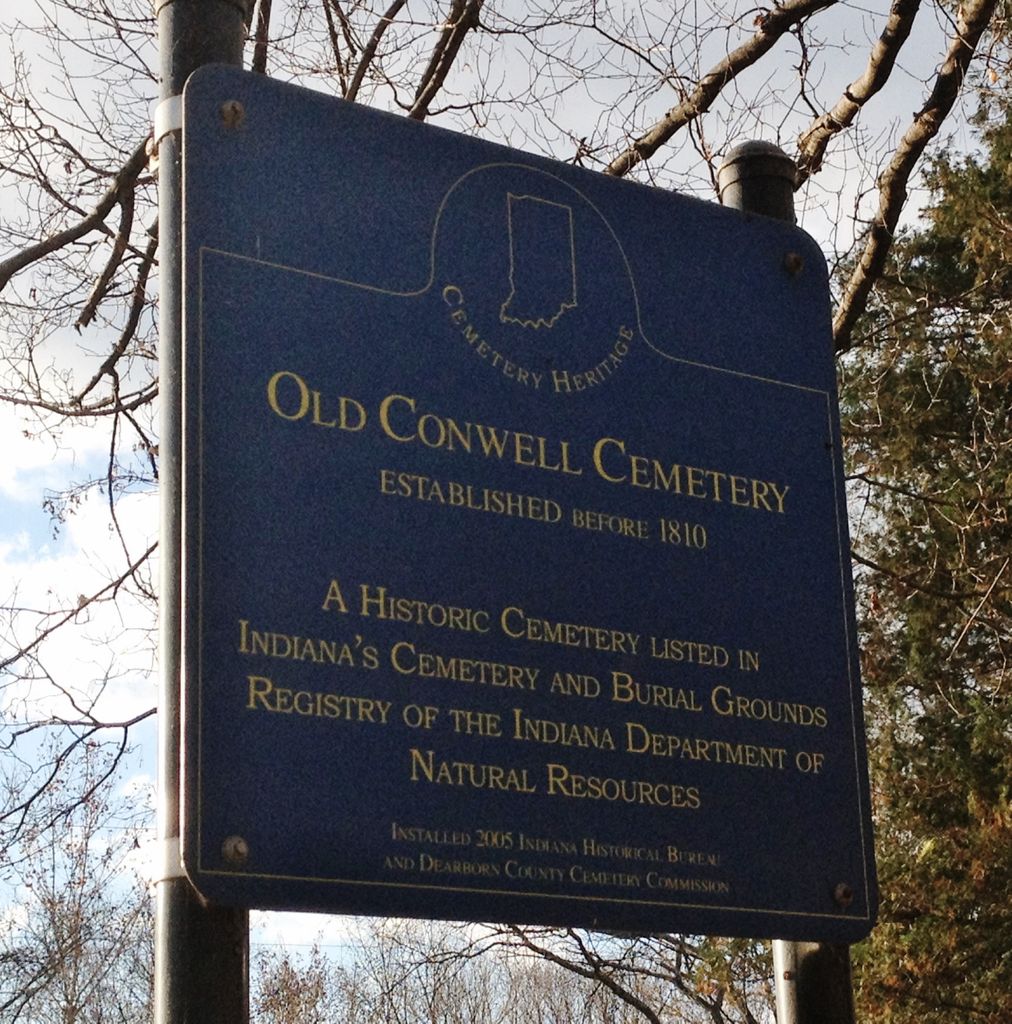 CEMETERY HERITAGE
OLD CONWELL CEMETERY
ESTABLISHED BEFORE 1810
A HISTORIC CEMETERY LISTED IN
INDIANA'S CEMETERY AND BURIAL GROUNDS
REGISTRY OF THE INDIANA DEPARTMENT OF
NATURAL RESOURCES
INSTALLED 2005 INDIANA HISTORICAL BUREAU
AND DEARBORN COUNTY CEMETERY COMMISSION